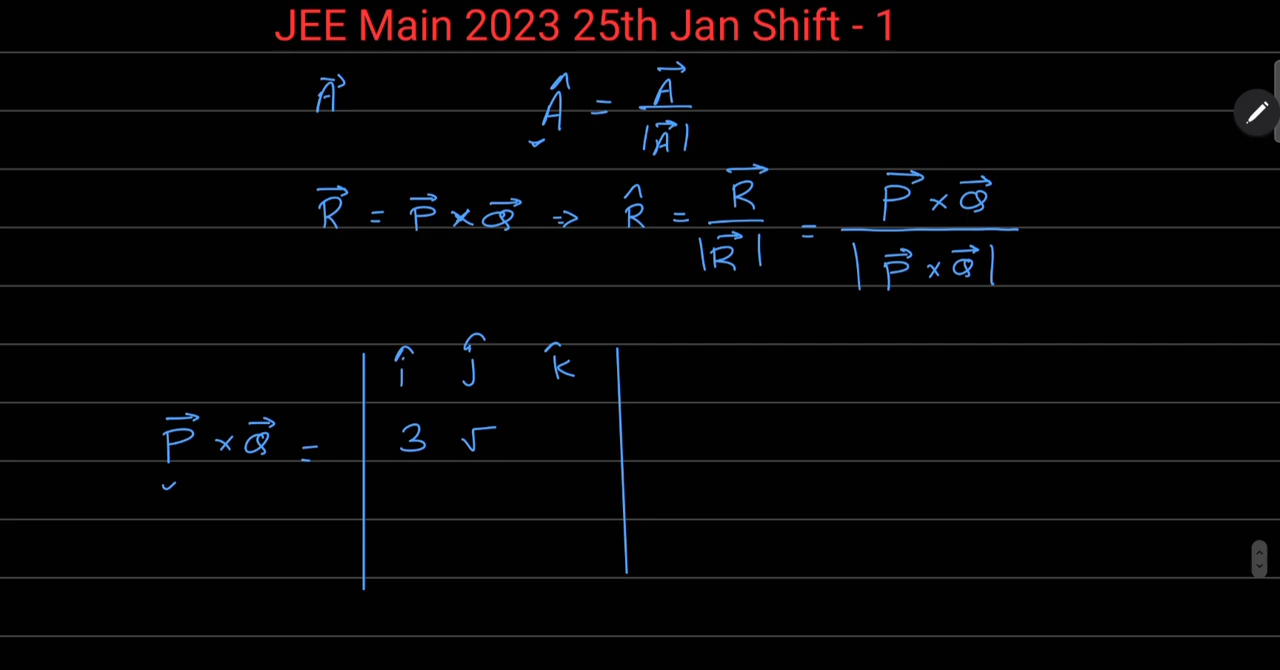 JEE Main 2023 25th Jan Shift - 1
A⃗ Â = A⃗ / |A⃗|
R⃗ = P⃗ × Q⃗ ⇒ R̂ = R⃗ / |R⃗| = P⃗ × Q⃗ / |P⃗ × Q⃗|
î ĵ k̂
P⃗ × Q⃗ = | 3 √ |